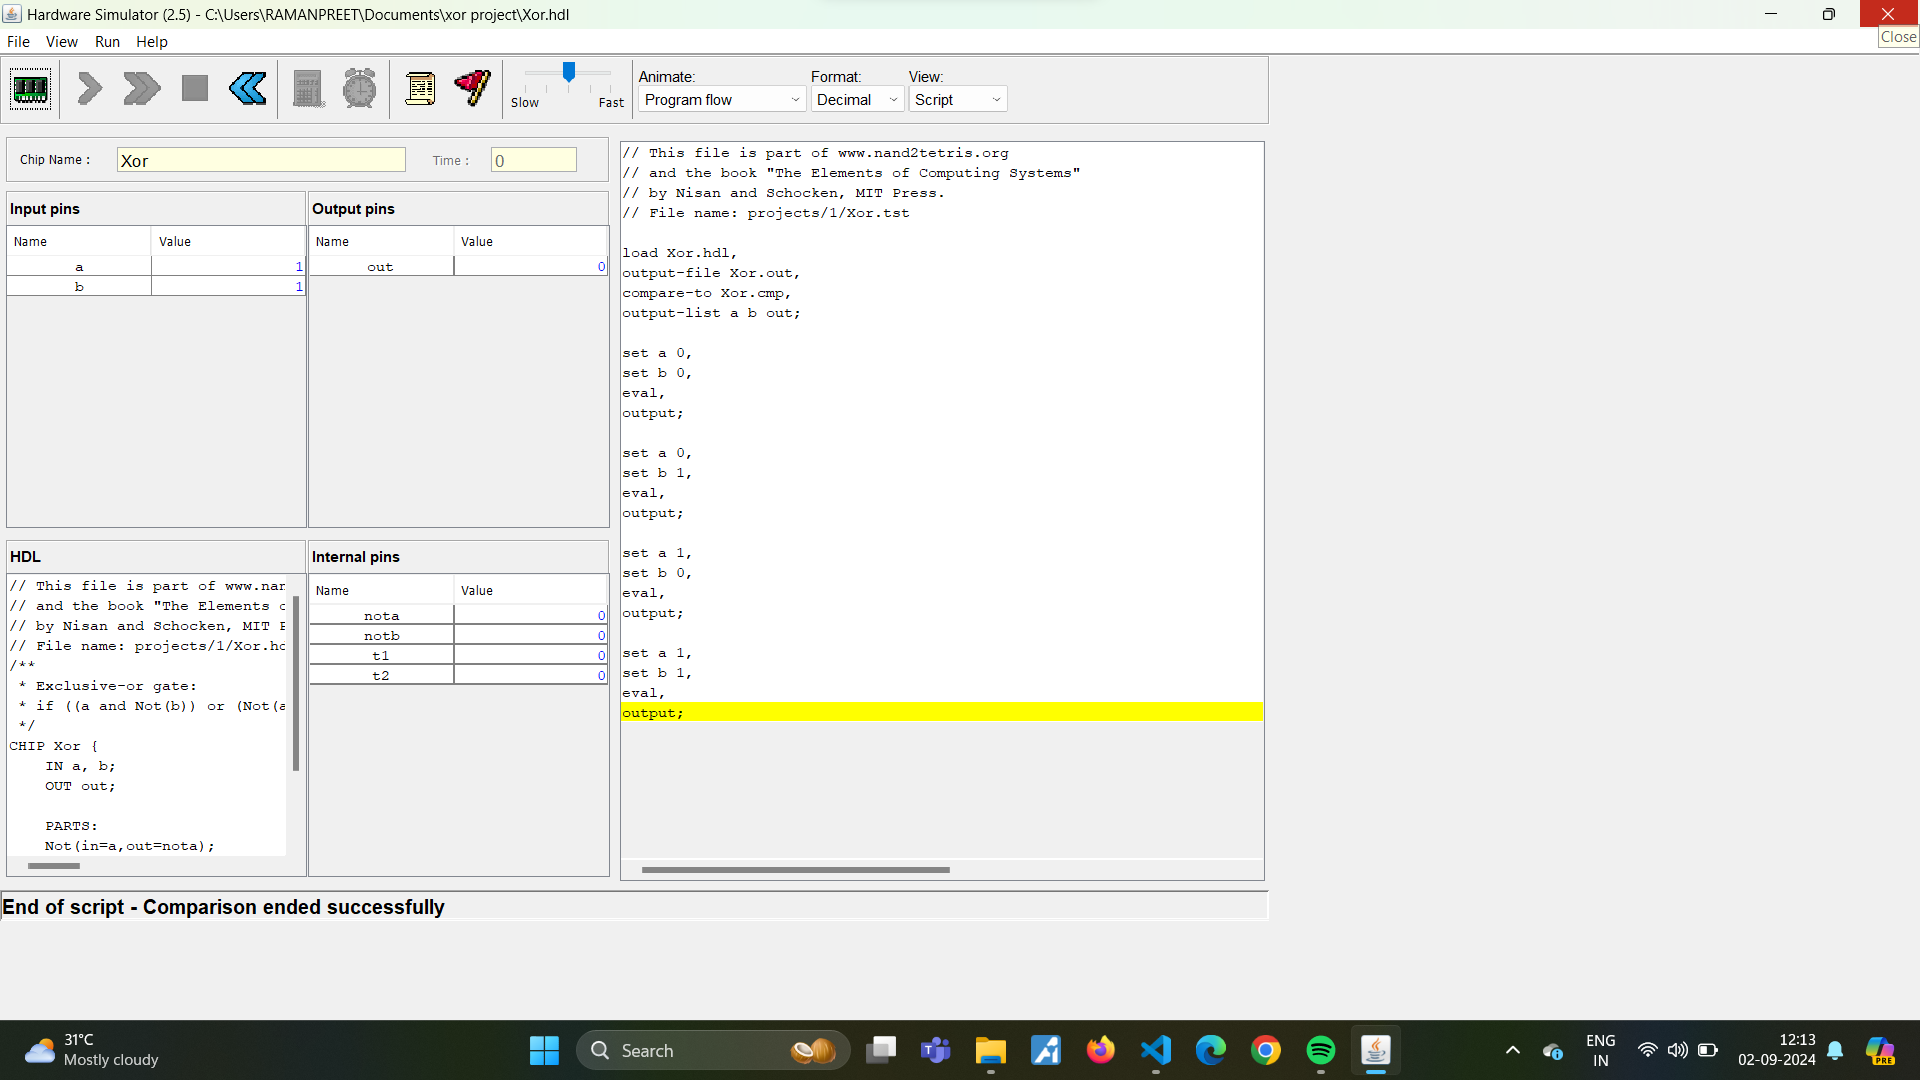 Hardware Simulator (2.5) - C:\Users\RAMANPREET\Documents\xor project\Xor.hdl
Close
File View Run Help
Slow Fast
Animate: Format: View:
Program flow Decimal Script
Chip Name : Xor Time : 0
Input pins
Name Value
a 1
b 1
Output pins
Name Value
out 0
HDL
// This file is part of www.nan
// and the book "The Elements o
// by Nisan and Schocken, MIT P
// File name: projects/1/Xor.hd
/**
* Exclusive-or gate:
* if ((a and Not(b)) or (Not(a
*/
CHIP Xor {
IN a, b;
OUT out;
PARTS:
Not(in=a,out=nota);
Internal pins
Name Value
nota 0
notb 0
t1 0
t2 0
// This file is part of www.nand2tetris.org
// and the book "The Elements of Computing Systems"
// by Nisan and Schocken, MIT Press.
// File name: projects/1/Xor.tst
load Xor.hdl,
output-file Xor.out,
compare-to Xor.cmp,
output-list a b out;
set a 0,
set b 0,
eval,
output;
set a 0,
set b 1,
eval,
output;
set a 1,
set b 0,
eval,
output;
set a 1,
set b 1,
eval,
output;
End of script - Comparison ended successfully
31°C
Mostly cloudy
Search
ENG
IN
12:13
02-09-2024
PRE